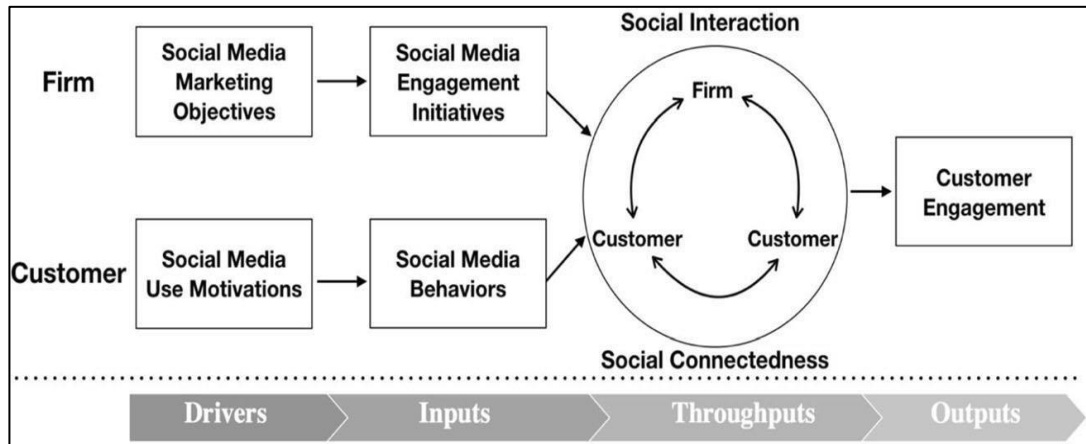 Social Interaction
Firm
Social Media
Marketing
Objectives
Social Media
Engagement
Initiatives
Firm
Customer
Customer
Customer
Engagement
Customer
Social Media
Use Motivations
Social Media
Behaviors
Social Connectedness
Drivers
Inputs
Throughputs
Outputs